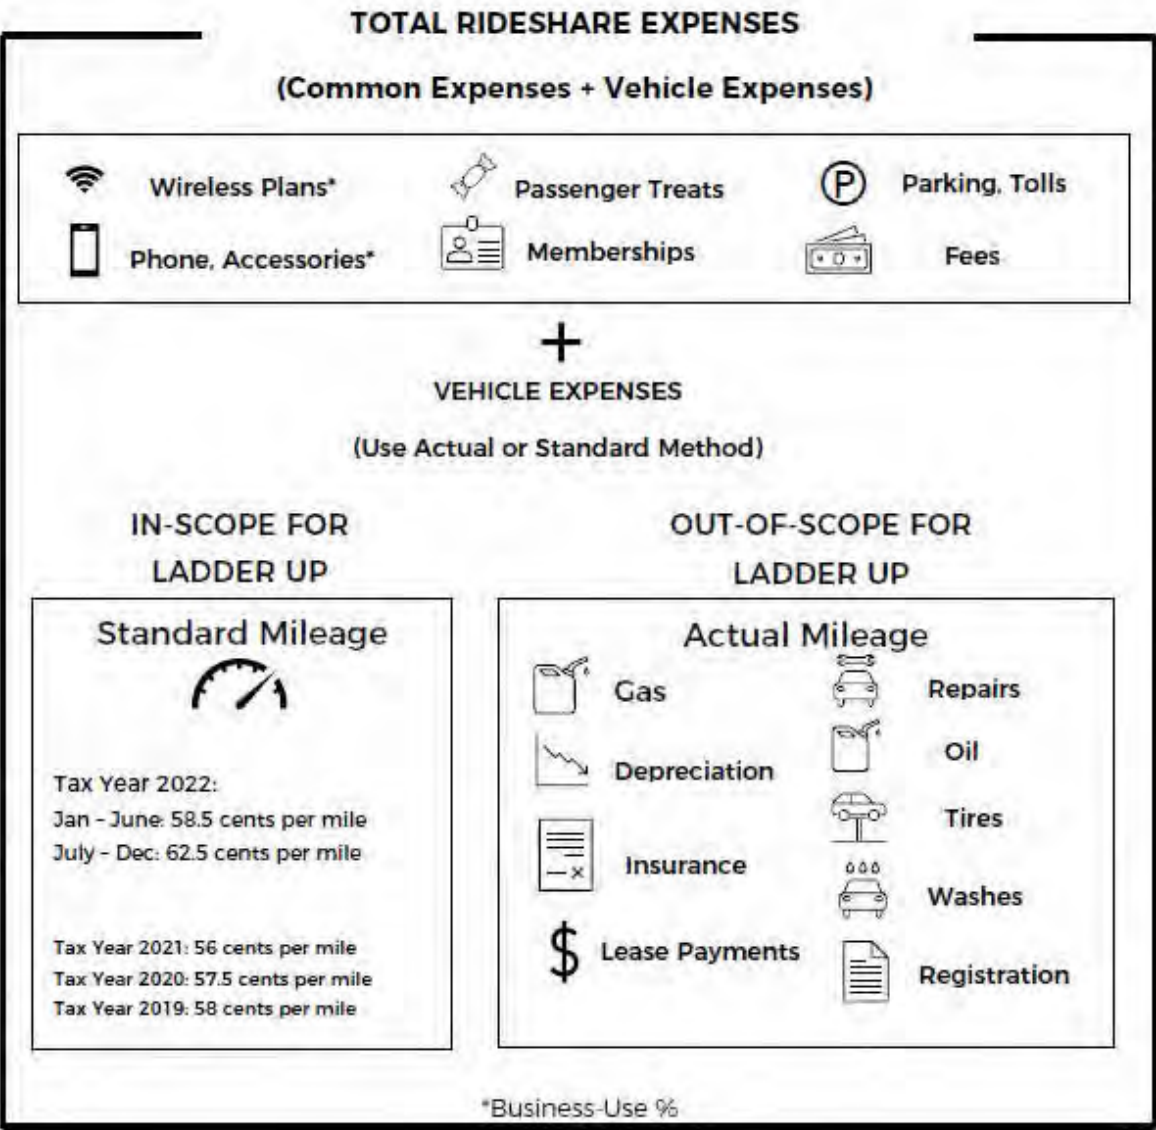 TOTAL RIDESHARE EXPENSES
(Common Expenses + Vehicle Expenses)
Wireless Plans*
Passenger Treats
P
Parking, Tolls
Phone, Accessories*
Memberships
Fees
+
VEHICLE EXPENSES
(Use Actual or Standard Method)
IN-SCOPE FOR
LADDER UP
Standard Mileage
Tax Year 2022:
Jan - June: 58.5 cents per mile
July - Dec: 62.5 cents per mile
Tax Year 2021: 56 cents per mile
Tax Year 2020: 57.5 cents per mile
Tax Year 2019: 58 cents per mile
OUT-OF-SCOPE FOR
LADDER UP
Actual Mileage
Gas
Repairs
Depreciation
Oil
Tires
Insurance
Washes
$ Lease Payments
Registration
*Business-Use %